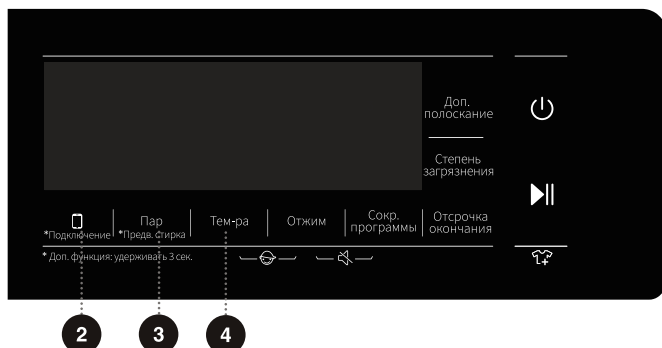 Доп.
полоскание
Степень
загрязнения
Пар
Тем-ра
Отжим
Сокр.
программы
Отсрочка
окончания
*Подключение
*Предв. стирка
* Доп. функция: удерживать 3 сек.
2
3
4